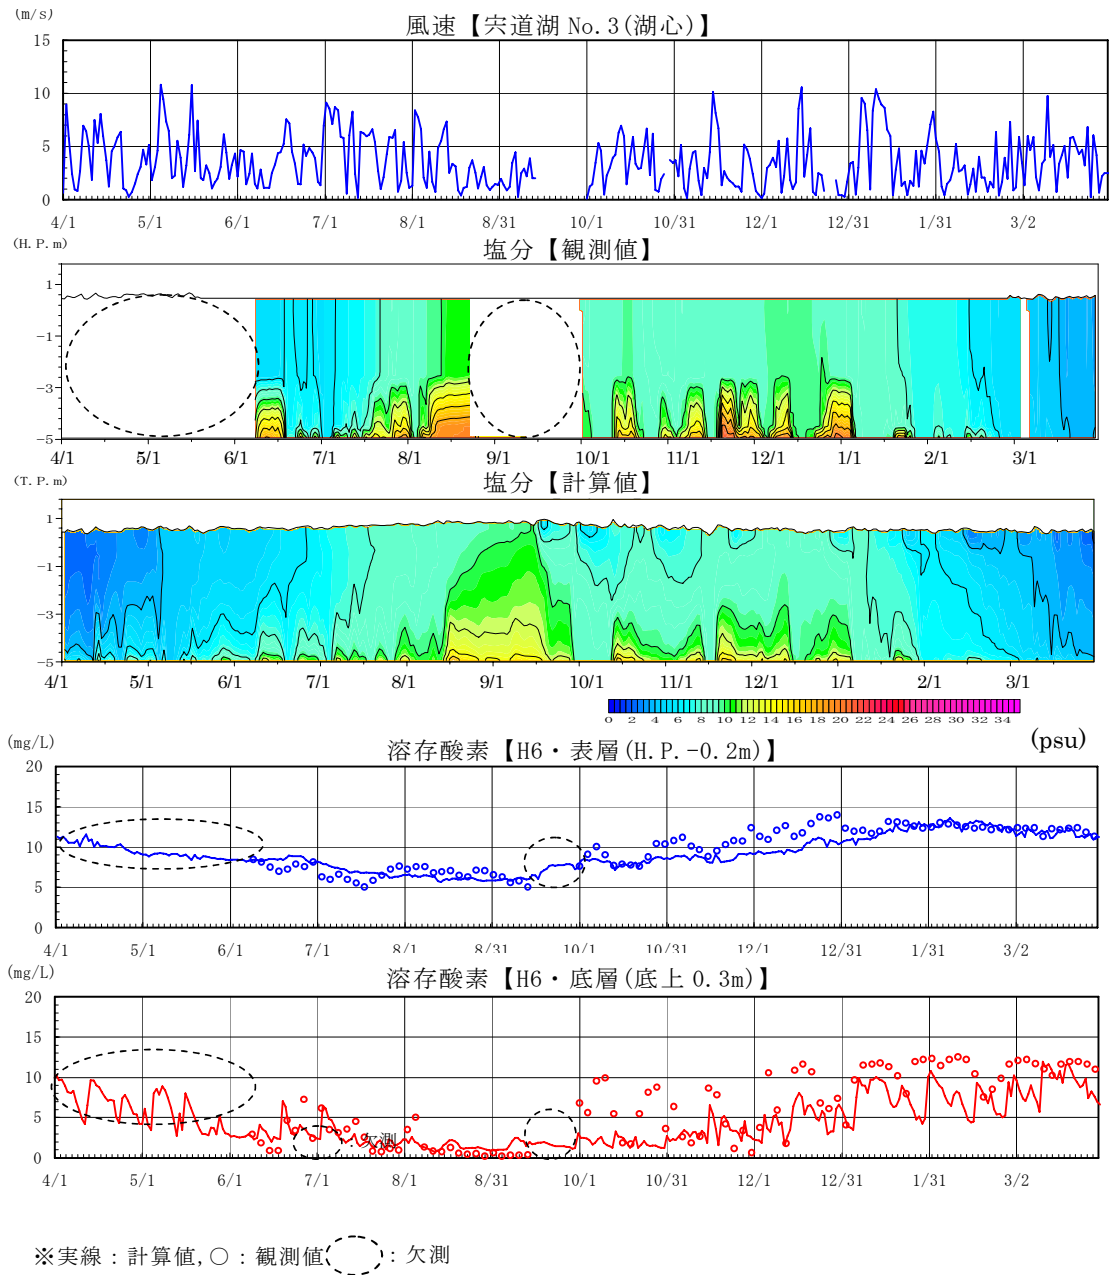 (m/s)
風速【宍道湖 No.3(湖心)】
15
10
5
0
4/1 5/1 6/1 7/1 8/1 8/31 10/1 10/31 12/1 12/31 1/31 3/2
(H.P.m)
塩分【観測値】
1
-1
-3
-5
4/1 5/1 6/1 7/1 8/1 9/1 10/1 11/1 12/1 1/1 2/1 3/1
(T.P.m)
塩分【計算値】
1
-1
-3
-5
4/1 5/1 6/1 7/1 8/1 9/1 10/1 11/1 12/1 1/1 2/1 3/1
0 2 4 6 8 10 12 14 16 18 20 22 24 26 28 30 32 34
(psu)
(mg/L)
溶存酸素【H6・表層(H.P.-0.2m)】
20
15
10
5
0
4/1 5/1 6/1 7/1 8/1 8/31 10/1 10/31 12/1 12/31 1/31 3/2
(mg/L)
溶存酸素【H6・底層(底上 0.3m)】
20
15
10
5
0
：欠測
4/1 5/1 6/1 7/1 8/1 8/31 10/1 10/31 12/1 12/31 1/31 3/2
※実線：計算値,○：観測値 ：欠測